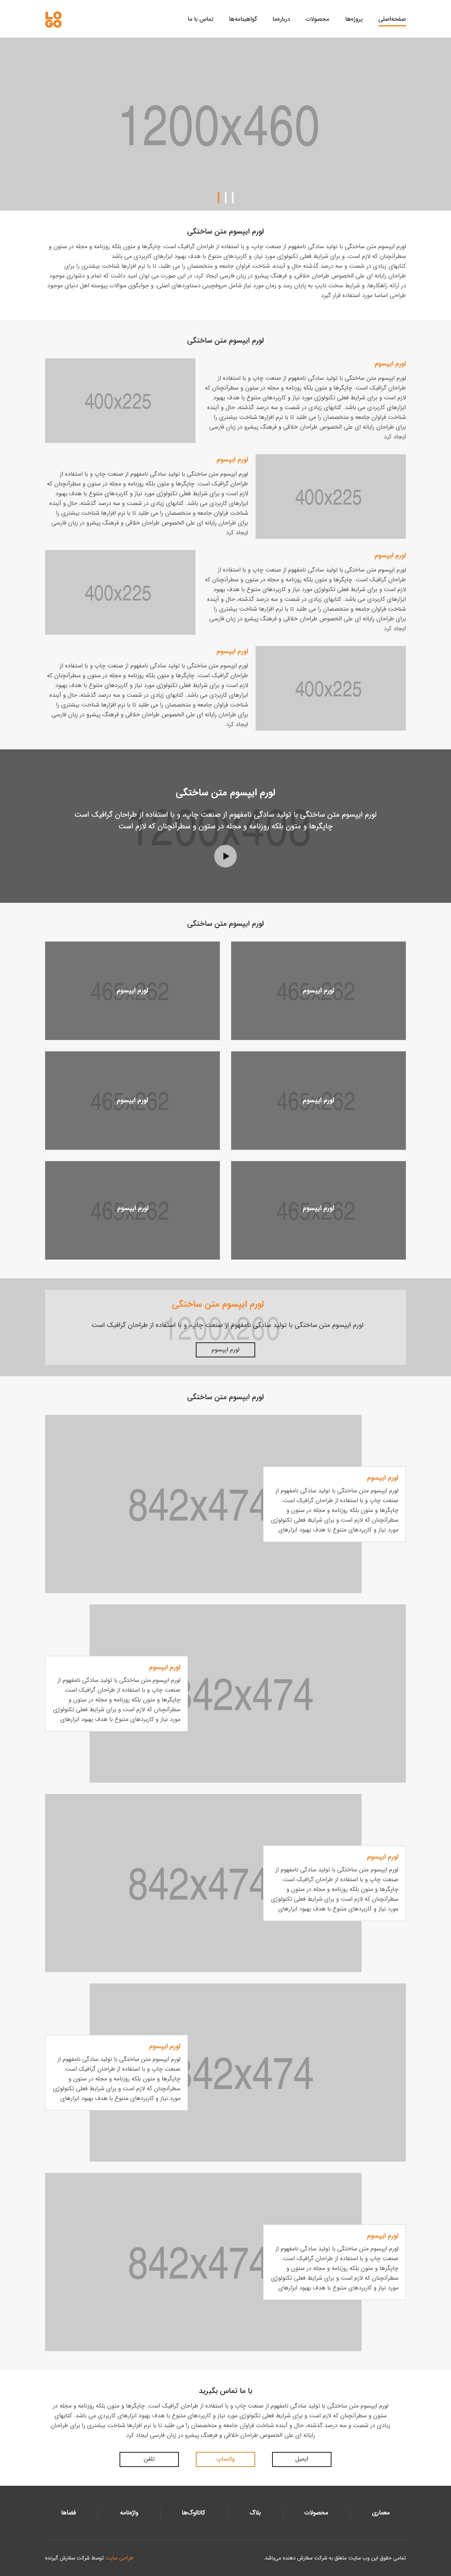 صفحه‌اصلی
پروژه‌ها
محصولات
درباره‌ما
گواهینامه‌ها
تماس با ما
LOGO
1200x460
لورم ایپسوم متن ساختگی
لورم ایپسوم متن ساختگی با تولید سادگی نامفهوم از صنعت چاپ، و با استفاده از طراحان گرافیک است، چاپگرها و متون بلکه روزنامه و مجله در ستون و
سطرآنچنان که لازم است، و برای شرایط فعلی تکنولوژی مورد نیاز، و کاربردهای متنوع با هدف بهبود ابزارهای کاربردی می باشد
کتابهای زیادی در شصت و سه درصد گذشته حال و آینده، شناخت فراوان جامعه و متخصصان را می طلبد، تا با نرم افزارها شناخت بیشتری را برای
طراحان رایانه ای علی الخصوص طراحان خلاقی، و فرهنگ پیشرو در زبان فارسی ایجاد کرد، در این صورت می توان امید داشت که تمام و دشواری موجود
در ارائه راهکارها، و شرایط سخت تایپ به پایان رسد و زمان مورد نیاز شامل حروفچینی دستاوردهای اصلی، و جوابگوی سوالات پیوسته اهل دنیای موجود
طراحی اساسا مورد استفاده قرار گیرد
لورم ایپسوم متن ساختگی
لورم ایپسوم
لورم ایپسوم متن ساختگی با تولید سادگی نامفهوم از صنعت چاپ و با استفاده از
طراحان گرافیک است. چاپگرها و متون بلکه روزنامه و مجله در ستون و سطرآنچنان که
لازم است و برای شرایط فعلی تکنولوژی مورد نیاز و کاربردهای متنوع با هدف بهبود
ابزارهای کاربردی می باشد. کتابهای زیادی در شصت و سه درصد گذشته، حال و آینده
شناخت فراوان جامعه و متخصصان را می طلبد تا با نرم افزارها شناخت بیشتری را
برای طراحان رایانه ای علی الخصوص طراحان خلاقی و فرهنگ پیشرو در زبان فارسی
ایجاد کرد
400x225
400x225
لورم ایپسوم
لورم ایپسوم متن ساختگی با تولید سادگی نامفهوم از صنعت چاپ و با استفاده از
طراحان گرافیک است. چاپگرها و متون بلکه روزنامه و مجله در ستون و سطرآنچنان که
لازم است و برای شرایط فعلی تکنولوژی مورد نیاز و کاربردهای متنوع با هدف بهبود
ابزارهای کاربردی می باشد. کتابهای زیادی در شصت و سه درصد گذشته، حال و آینده
شناخت فراوان جامعه و متخصصان را می طلبد تا با نرم افزارها شناخت بیشتری را
برای طراحان رایانه ای علی الخصوص طراحان خلاقی و فرهنگ پیشرو در زبان فارسی
ایجاد کرد
لورم ایپسوم
لورم ایپسوم متن ساختگی با تولید سادگی نامفهوم از صنعت چاپ و با استفاده از
طراحان گرافیک است. چاپگرها و متون بلکه روزنامه و مجله در ستون و سطرآنچنان که
لازم است و برای شرایط فعلی تکنولوژی مورد نیاز و کاربردهای متنوع با هدف بهبود
ابزارهای کاربردی می باشد. کتابهای زیادی در شصت و سه درصد گذشته، حال و آینده
شناخت فراوان جامعه و متخصصان را می طلبد تا با نرم افزارها شناخت بیشتری را
برای طراحان رایانه ای علی الخصوص طراحان خلاقی و فرهنگ پیشرو در زبان فارسی
ایجاد کرد
400x225
400x225
لورم ایپسوم
لورم ایپسوم متن ساختگی با تولید سادگی نامفهوم از صنعت چاپ و با استفاده از
طراحان گرافیک است. چاپگرها و متون بلکه روزنامه و مجله در ستون و سطرآنچنان که
لازم است و برای شرایط فعلی تکنولوژی مورد نیاز و کاربردهای متنوع با هدف بهبود
ابزارهای کاربردی می باشد. کتابهای زیادی در شصت و سه درصد گذشته، حال و آینده
شناخت فراوان جامعه و متخصصان را می طلبد تا با نرم افزارها شناخت بیشتری را
برای طراحان رایانه ای علی الخصوص طراحان خلاقی و فرهنگ پیشرو در زبان فارسی
ایجاد کرد
لورم ایپسوم متن ساختگی
1200x408
لورم ایپسوم متن ساختگی با تولید سادگی نامفهوم از صنعت چاپ، و با استفاده از طراحان گرافیک است
چاپگرها و متون بلکه روزنامه و مجله در ستون و سطرآنچنان که لازم است
لورم ایپسوم متن ساختگی
465x262
لورم ایپسوم
465x262
لورم ایپسوم
465x262
لورم ایپسوم
465x262
لورم ایپسوم
465x262
لورم ایپسوم
465x262
لورم ایپسوم
لورم ایپسوم متن ساختگی
1200x260
لورم ایپسوم متن ساختگی با تولید سادگی نامفهوم از صنعت چاپ، و با استفاده از طراحان گرافیک است
لورم ایپسوم
لورم ایپسوم متن ساختگی
842x474
لورم ایپسوم
لورم ایپسوم متن ساختگی با تولید سادگی نامفهوم از
صنعت چاپ و با استفاده از طراحان گرافیک است.
چاپگرها و متون بلکه روزنامه و مجله در ستون و
سطرآنچنان که لازم است و برای شرایط فعلی تکنولوژی
مورد نیاز و کاربردهای متنوع با هدف بهبود ابزارهای
842x474
لورم ایپسوم
لورم ایپسوم متن ساختگی با تولید سادگی نامفهوم از
صنعت چاپ و با استفاده از طراحان گرافیک است.
چاپگرها و متون بلکه روزنامه و مجله در ستون و
سطرآنچنان که لازم است و برای شرایط فعلی تکنولوژی
مورد نیاز و کاربردهای متنوع با هدف بهبود ابزارهای
842x474
لورم ایپسوم
لورم ایپسوم متن ساختگی با تولید سادگی نامفهوم از
صنعت چاپ و با استفاده از طراحان گرافیک است.
چاپگرها و متون بلکه روزنامه و مجله در ستون و
سطرآنچنان که لازم است و برای شرایط فعلی تکنولوژی
مورد نیاز و کاربردهای متنوع با هدف بهبود ابزارهای
842x474
لورم ایپسوم
لورم ایپسوم متن ساختگی با تولید سادگی نامفهوم از
صنعت چاپ و با استفاده از طراحان گرافیک است.
چاپگرها و متون بلکه روزنامه و مجله در ستون و
سطرآنچنان که لازم است و برای شرایط فعلی تکنولوژی
مورد نیاز و کاربردهای متنوع با هدف بهبود ابزارهای
842x474
لورم ایپسوم
لورم ایپسوم متن ساختگی با تولید سادگی نامفهوم از
صنعت چاپ و با استفاده از طراحان گرافیک است.
چاپگرها و متون بلکه روزنامه و مجله در ستون و
سطرآنچنان که لازم است و برای شرایط فعلی تکنولوژی
مورد نیاز و کاربردهای متنوع با هدف بهبود ابزارهای
با ما تماس بگیرید
لورم ایپسوم متن ساختگی با تولید سادگی نامفهوم از صنعت چاپ و با استفاده از طراحان گرافیک است. چاپگرها و متون بلکه روزنامه و مجله در
ستون و سطرآنچنان که لازم است و برای شرایط فعلی تکنولوژی مورد نیاز و کاربردهای متنوع با هدف بهبود ابزارهای کاربردی می باشد. کتابهای
زیادی در شصت و سه درصد گذشته، حال و آینده شناخت فراوان جامعه و متخصصان را می طلبد تا با نرم افزارها شناخت بیشتری را برای طراحان
رایانه ای علی الخصوص طراحان خلاقی و فرهنگ پیشرو در زبان فارسی ایجاد کرد
ایمیل
واتساپ
تلفن
معماری
محصولات
بلاگ
کاتالوگ‌ها
واژه‌نامه
فضاها
تمامی حقوق این وب سایت متعلق به شرکت سفارش دهنده می‌باشد.
طراحی سایت توسط شرکت سفارش گیرنده